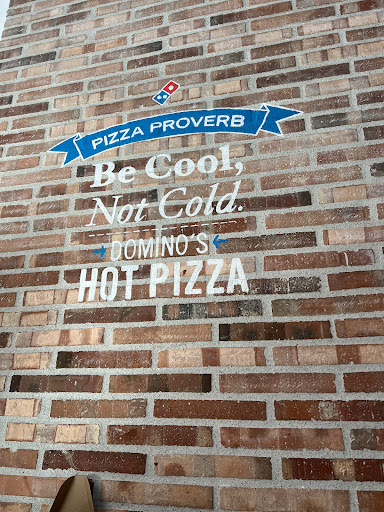 PIZZA PROVERB
Be Cool,
Not Cold.
DOMINO'S
HOT PIZZA